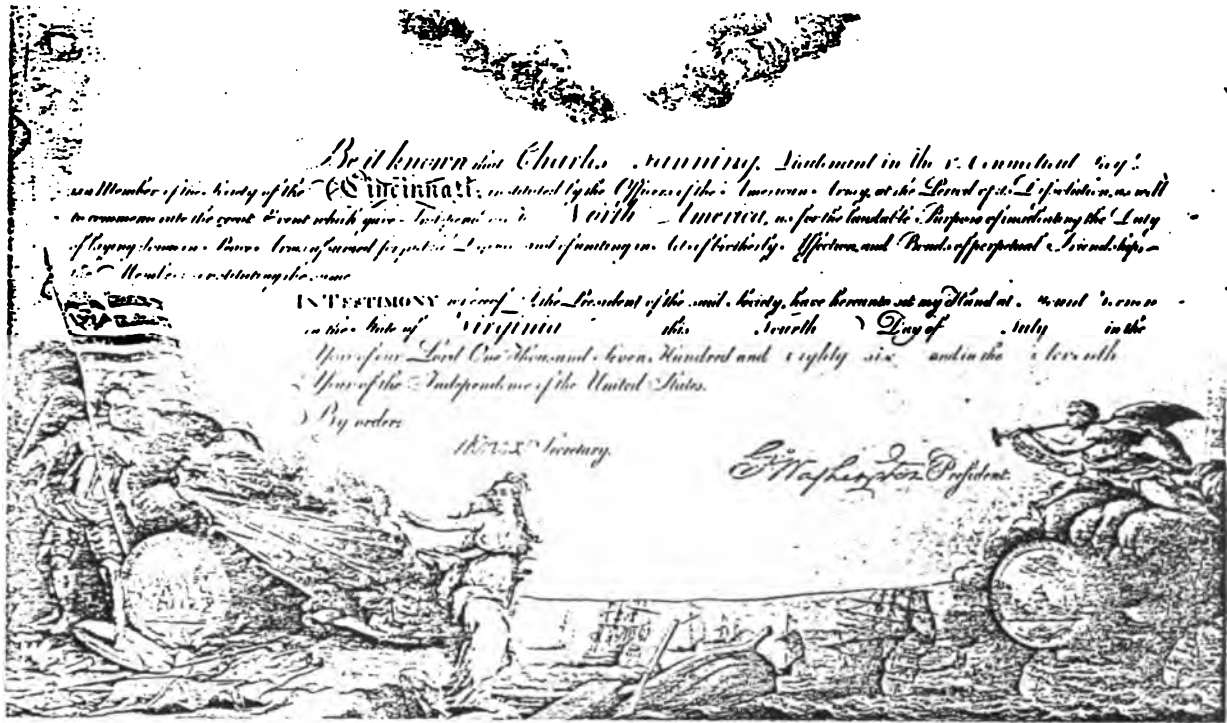 Be it known that Charles Lieutenant in the
is a Member of the Society of the Cincinnati; instituted by the Officers of the American Army, at the Period of its Dissolution, as well
to commemorate the great Event which gave Independence to North America, as for the laudable Purpose of inculcating the Duty
of laying down in Peace Arms assumed for public Defence and of uniting in Acts of brotherly Affection, and Bonds of perpetual Friendship,
the Members constituting the same
IN TESTIMONY whereof I the President of the said Society, have hereunto set my Hand at Mount Vernon
in the State of Virginia this Fourth Day of July in the
Year of our Lord One Thousand Seven Hundred and eighty six and in the eleventh
Year of the Independence of the United States.
By order,
Secretary.
G. Washington President.